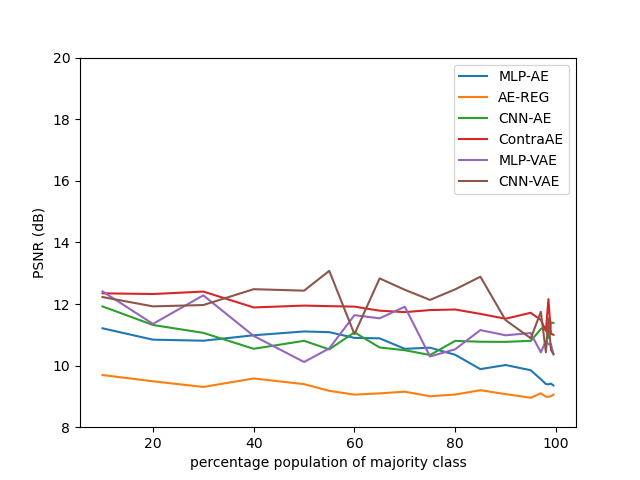 20
18
16
14
12
10
8
PSNR (dB)
MLP-AE
AE-REG
CNN-AE
ContraAE
MLP-VAE
CNN-VAE
20 40 60 80 100
percentage population of majority class